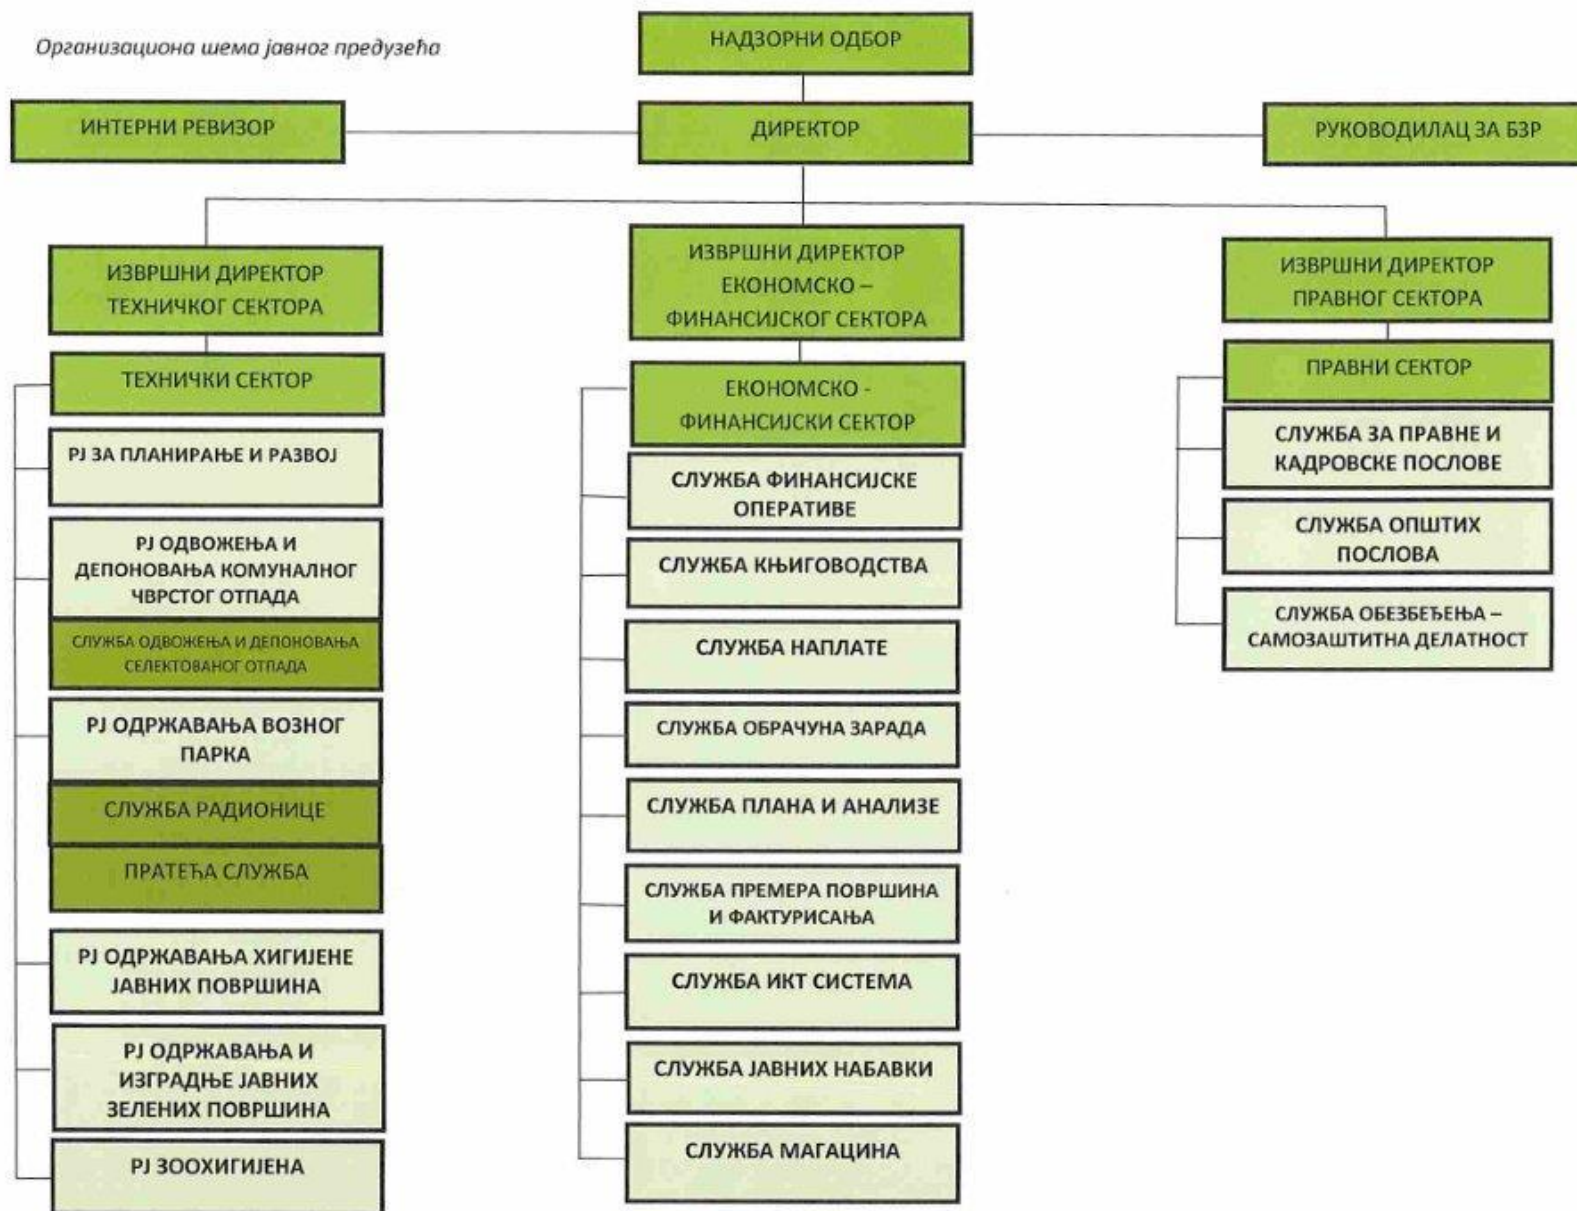 Организациона шема јавног предузећа
НАДЗОРНИ ОДБОР
ИНТЕРНИ РЕВИЗОР
ДИРЕКТОР
РУКОВОДИЛАЦ ЗА БЗР
ИЗВРШНИ ДИРЕКТОР
ТЕХНИЧКОГ СЕКТОРА
ТЕХНИЧКИ СЕКТОР
РЈ ЗА ПЛАНИРАЊЕ И РАЗВОЈ
РЈ ОДВОЖЕЊА И
ДЕПОНОВАЊА КОМУНАЛНОГ
ЧВРСТОГ ОТПАДА
СЛУЖБА ОДВОЖЕЊА И ДЕПОНОВАЊА
СЕЛЕКТОВАНОГ ОТПАДА
РЈ ОДРЖАВАЊА ВОЗНОГ
ПАРКА
СЛУЖБА РАДИОНИЦЕ
ПРАТЕЋА СЛУЖБА
РЈ ОДРЖАВАЊА ХИГИЈЕНЕ
ЈАВНИХ ПОВРШИНА
РЈ ОДРЖАВАЊА И
ИЗГРАДЊЕ ЈАВНИХ
ЗЕЛЕНИХ ПОВРШИНА
РЈ ЗООХИГИЈЕНА
ИЗВРШНИ ДИРЕКТОР
ЕКОНОМСКО –
ФИНАНСИЈСКОГ СЕКТОРА
ЕКОНОМСКО -
ФИНАНСИЈСКИ СЕКТОР
СЛУЖБА ФИНАНСИЈСКЕ
ОПЕРАТИВЕ
СЛУЖБА КЊИГОВОДСТВА
СЛУЖБА НАПЛАТЕ
СЛУЖБА ОБРАЧУНА ЗАРАДА
СЛУЖБА ПЛАНА И АНАЛИЗЕ
СЛУЖБА ПРЕМЕРА ПОВРШИНА
И ФАКТУРИСАЊА
СЛУЖБА ИКТ СИСТЕМА
СЛУЖБА ЈАВНИХ НАБАВКИ
СЛУЖБА МАГАЦИНА
ИЗВРШНИ ДИРЕКТОР
ПРАВНОГ СЕКТОРА
ПРАВНИ СЕКТОР
СЛУЖБА ЗА ПРАВНЕ И
КАДРОВСКЕ ПОСЛОВЕ
СЛУЖБА ОПШТИХ
ПОСЛОВА
СЛУЖБА ОБЕЗБЕЂЕЊА –
САМОЗАШТИТНА ДЕЛАТНОСТ